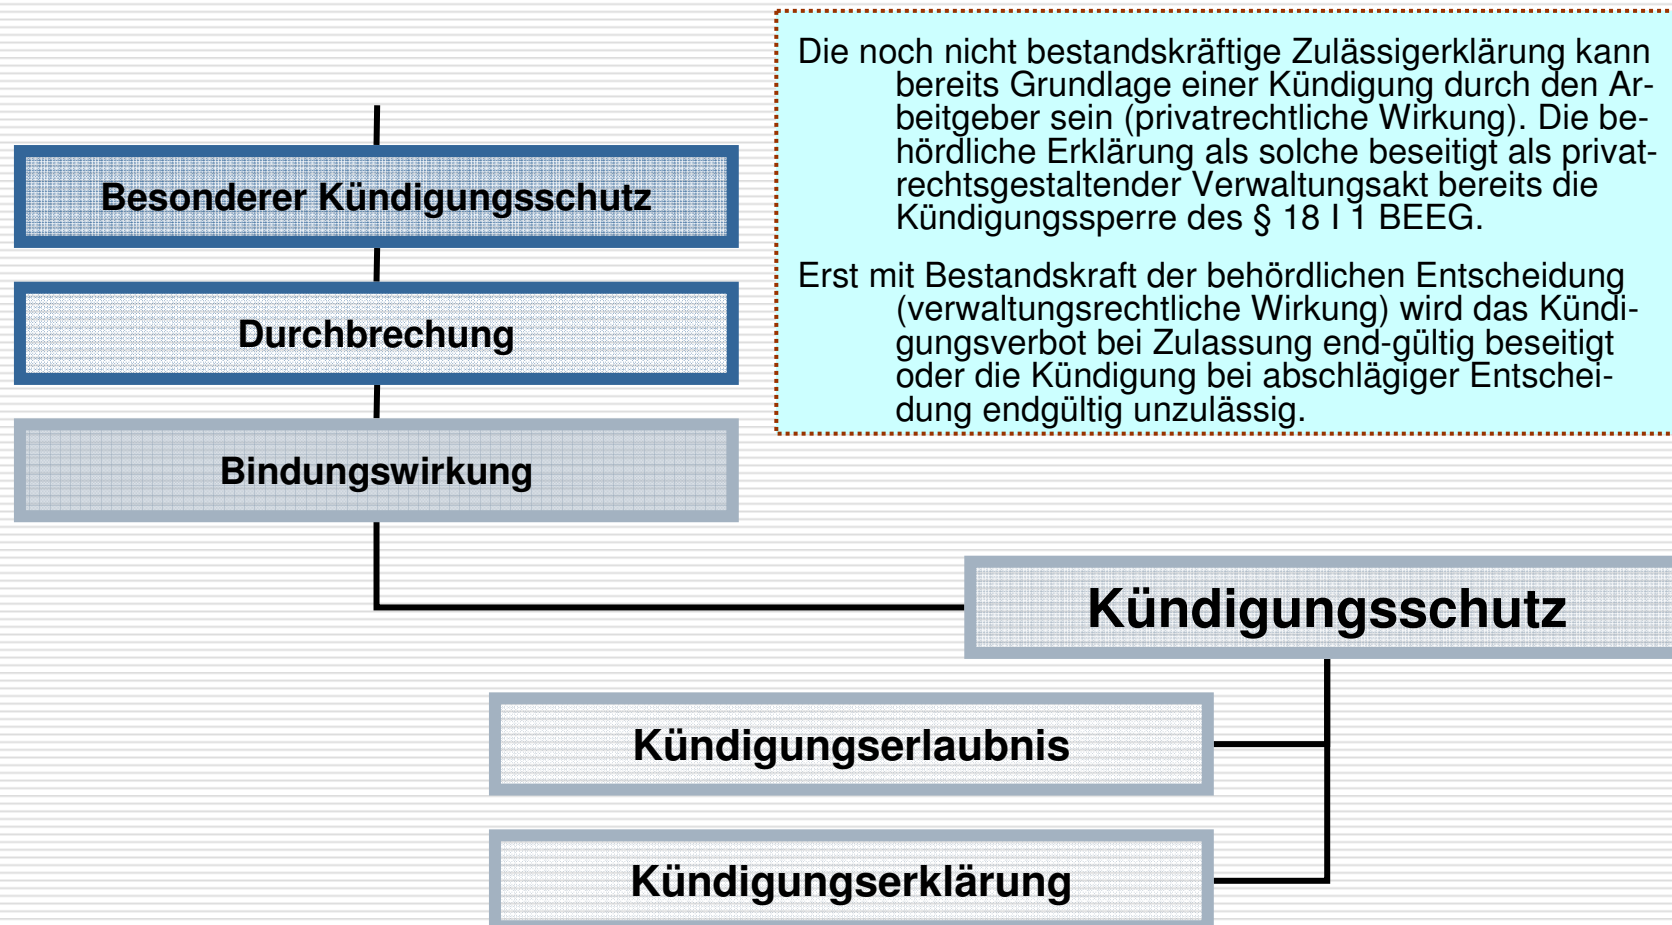 Die noch nicht bestandskräftige Zulässigerklärung kann
bereits Grundlage einer Kündigung durch den Ar-
beitgeber sein (privatrechtliche Wirkung). Die be-
hördliche Erklärung als solche beseitigt als privat-
rechtsgestaltender Verwaltungsakt bereits die
Kündigungssperre des § 18 I 1 BEEG.
Erst mit Bestandskraft der behördlichen Entscheidung
(verwaltungsrechtliche Wirkung) wird das Kündi-
gungsverbot bei Zulassung end-gültig beseitigt
oder die Kündigung bei abschlägiger Entschei-
dung endgültig unzulässig.
Besonderer Kündigungsschutz
Durchbrechung
Bindungswirkung
Kündigungsschutz
Kündigungserlaubnis
Kündigungserklärung